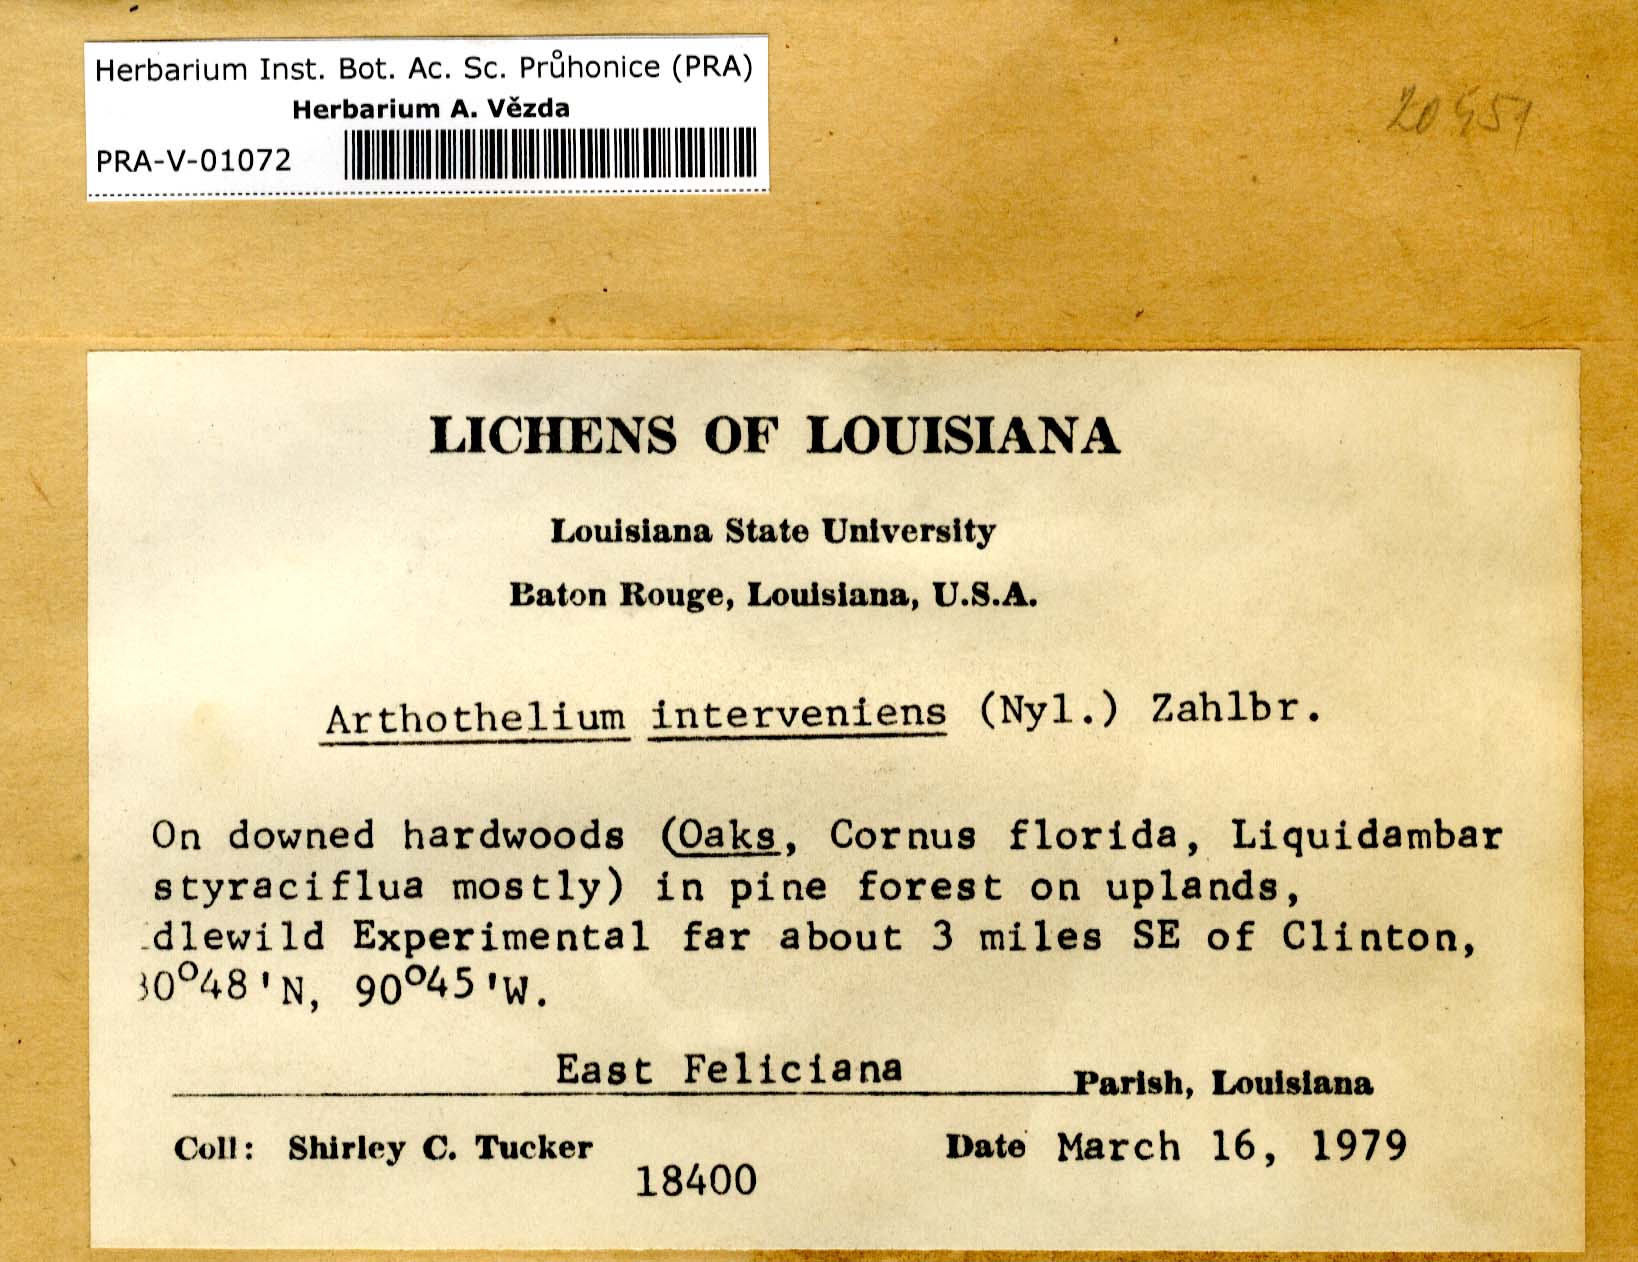 Herbarium Inst. Bot. Ac. Sc. Průhonice (PRA)
Herbarium A. Vězda
PRA-V-01072
LICHENS OF LOUISIANA
Louisiana State University
Baton Rouge, Louisiana, U.S.A.
Arthothelium interveniens (Nyl.) Zahlbr.
On downed hardwoods (Oaks, Cornus florida, Liquidambar
styraciflua mostly) in pine forest on uplands,
dlewild Experimental far about 3 miles SE of Clinton,
30°48'N, 90°45'W.
East Feliciana Parish, Louisiana
Coll: Shirley C. Tucker Date March 16, 1979
18400